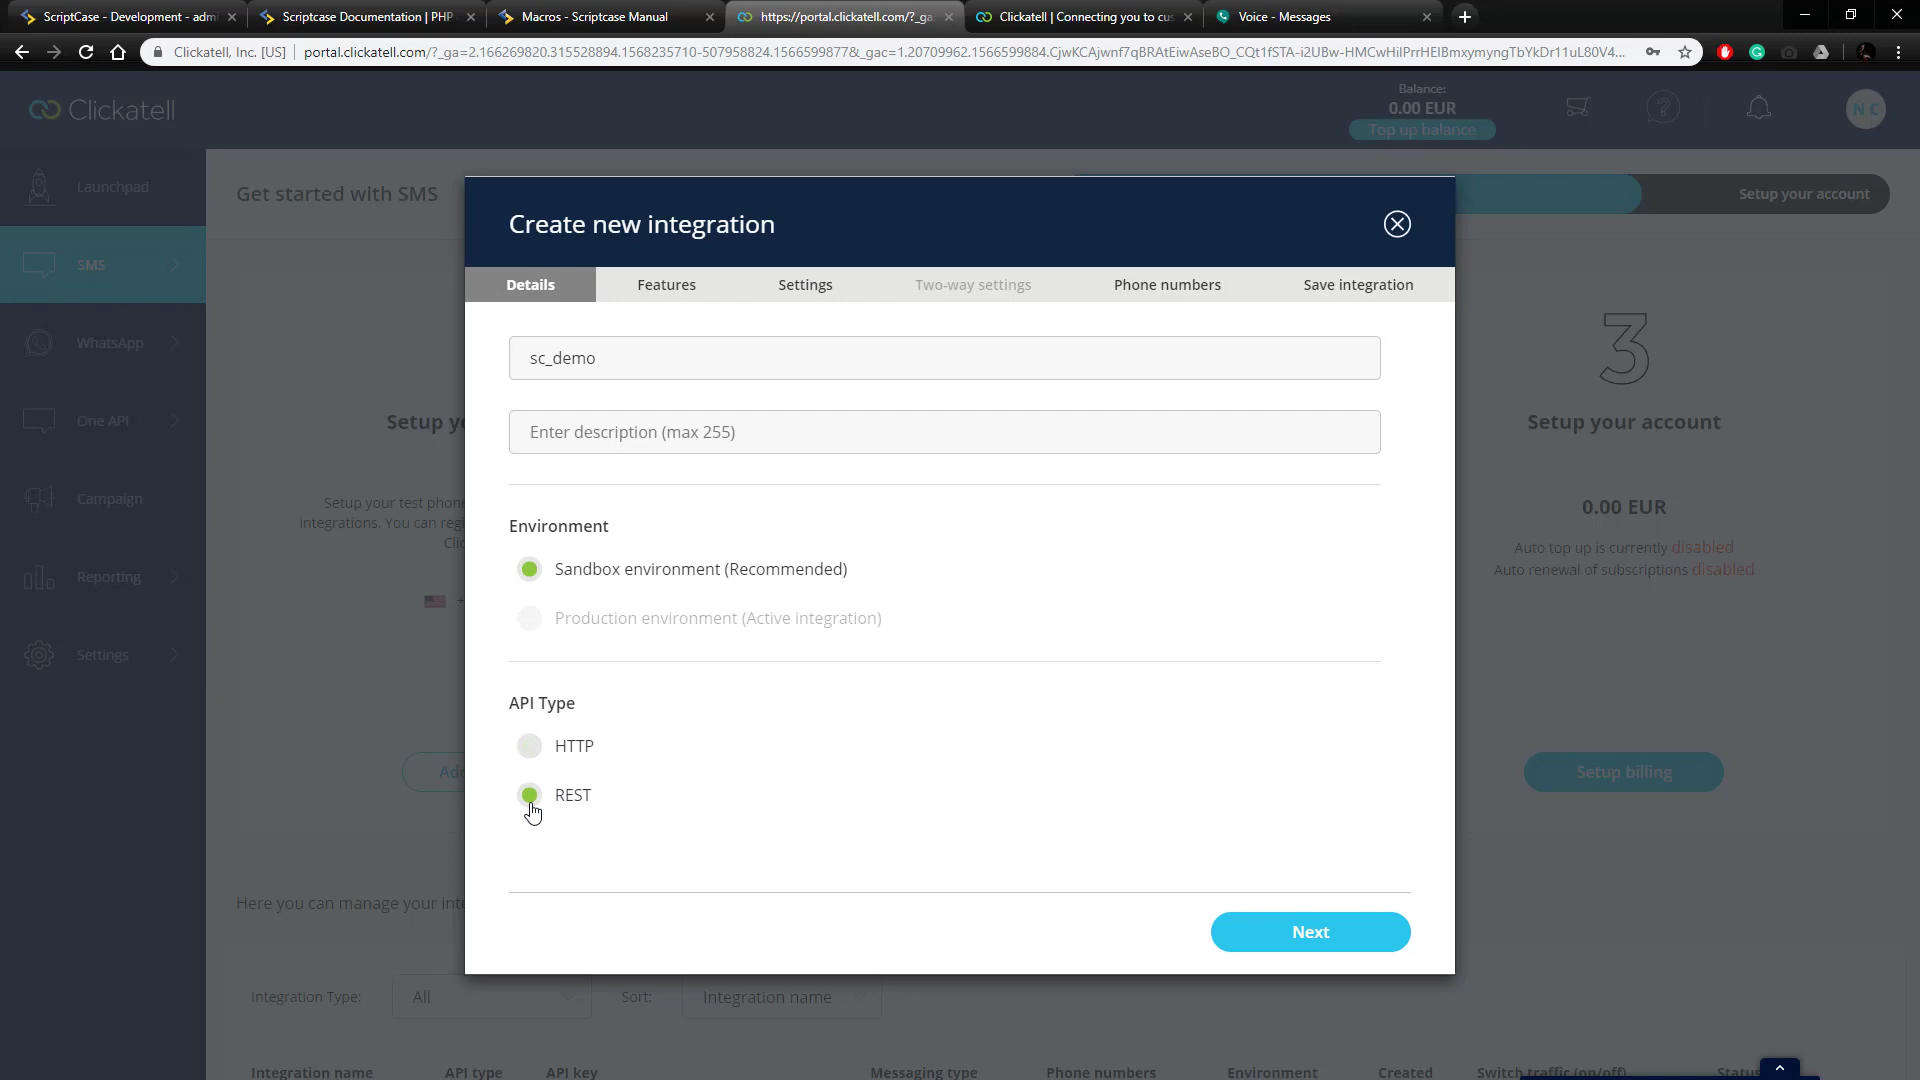 ScriptCase - Development - admi
Scriptcase Documentation | PHP
Macros - Scriptcase Manual
https://portal.clickatell.com/?_ga
Clickatell | Connecting you to cus
Voice - Messages
Clickatell, Inc. [US]
portal.clickatell.com/?_ga=2.166269820.315528894.1568235710-507958824.1566599877&_gac=1.20709962.1566599884.CjwKCAjwnf7qBRAtEiwAseBO_CQt1fSTA-i2UBw-HMCwHilPrrHEIBmxymyngTbYkDr11uL80V4...
Clickatell
Balance:
0.00 EUR
Top up balance
N C
Launchpad
SMS
WhatsApp
One API
Campaign
Reporting
Settings
Get started with SMS
Setup your account
Create new integration
Details
Features
Settings
Two-way settings
Phone numbers
Save integration
sc_demo
Enter description (max 255)
Environment
Sandbox environment (Recommended)
Production environment (Active integration)
API Type
HTTP
REST
Next
Setup y
Setup your test phon
integrations. You can reg
Clic
+
Add
3
Setup your account
0.00 EUR
Auto top up is currently disabled
Auto renewal of subscriptions disabled
Setup billing
Here you can manage your inte
Integration Type:
All
Sort:
Integration name
Integration name
API type
API key
Messaging type
Phone numbers
Environment
Created
Switch traffic (on/off)
Status